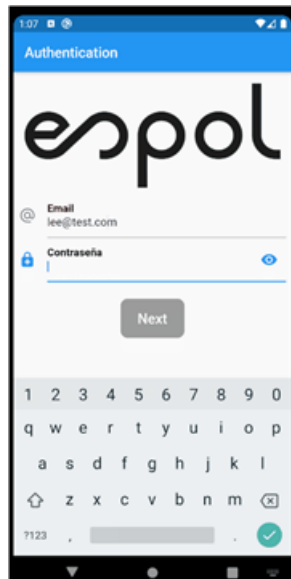 1:07
Authentication
espol
Email
lee@test.com
Contraseña
Next
1 2 3 4 5 6 7 8 9 0
q w e r t y u i o p
a s d f g h j k l
z x c v b n m
?123 , .